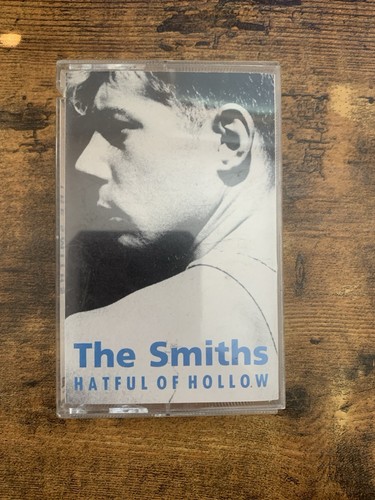 The Smiths
HATFUL OF HOLLOW